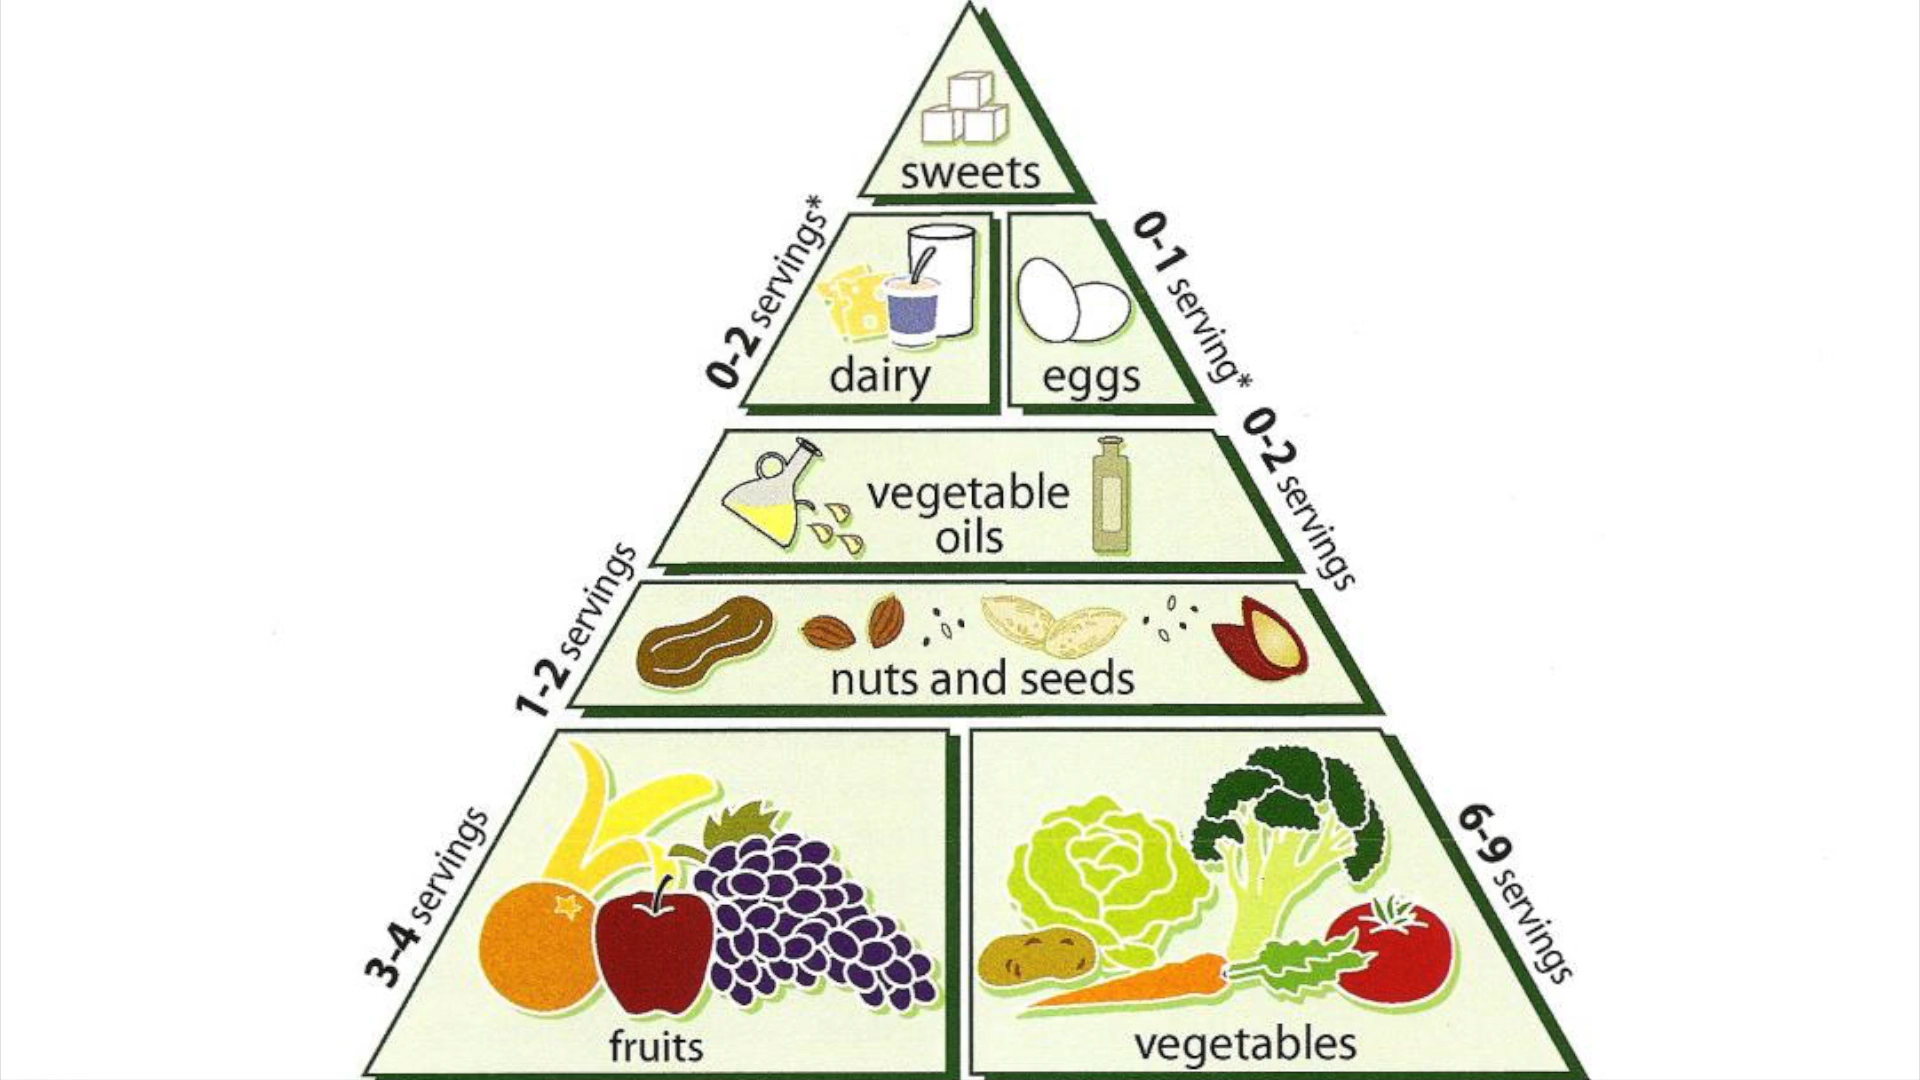 sweets
0-2 servings*
0-1 serving*
dairy
eggs
0-2 servings
vegetable
oils
1-2 servings
nuts and seeds
3-4 servings
6-9 servings
fruits
vegetables